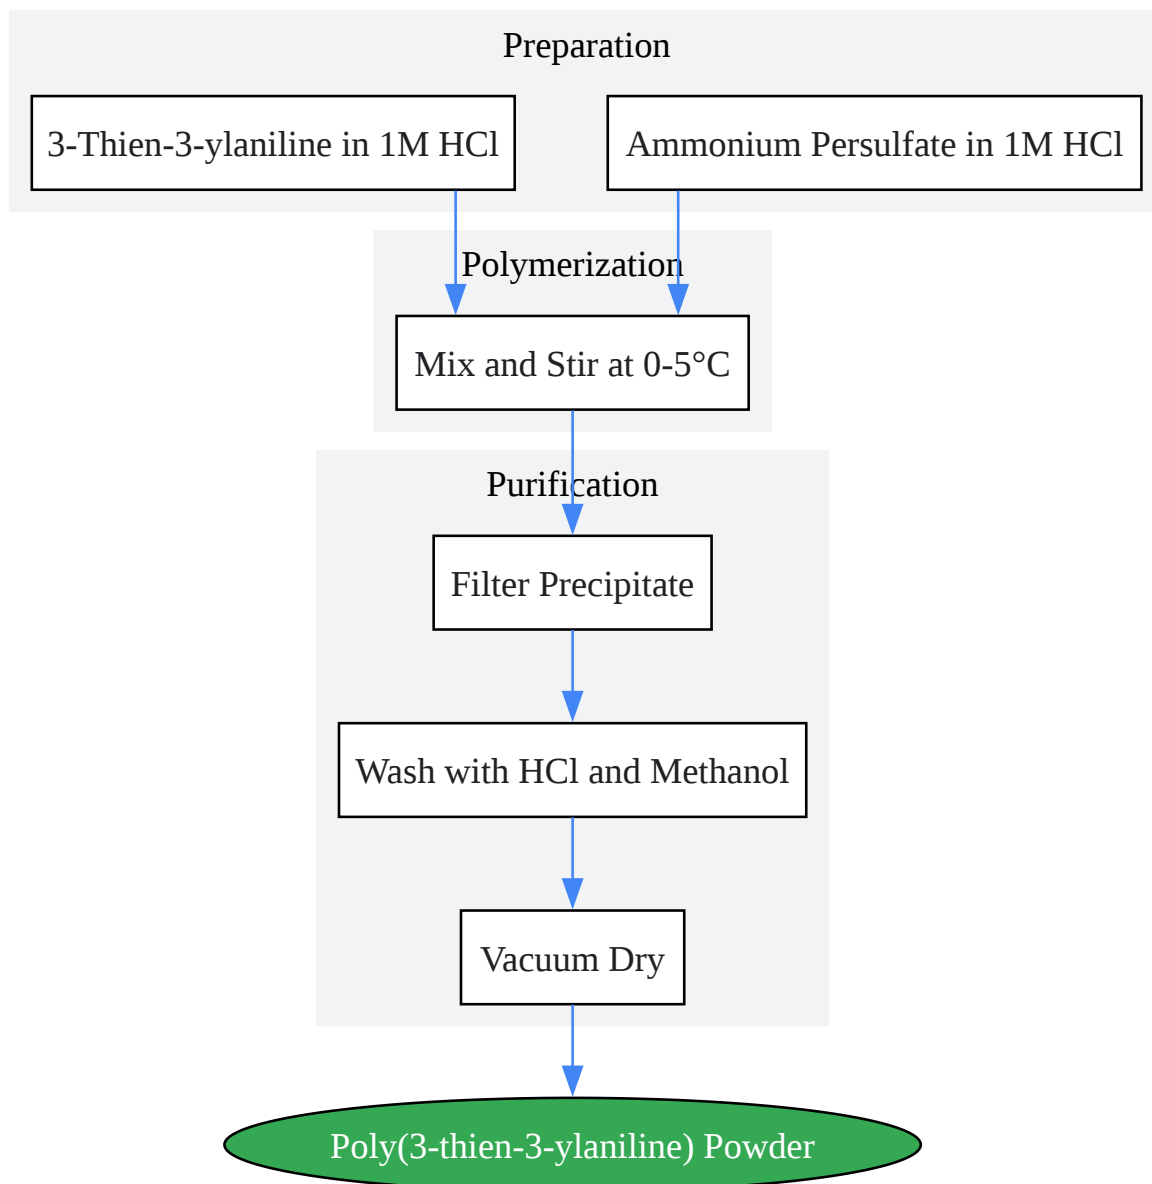 Preparation
3-Thien-3-ylaniline in 1M HCl
Ammonium Persulfate in 1M HCl
Polymerization
Mix and Stir at 0-5°C
Purification
Filter Precipitate
Wash with HCl and Methanol
Vacuum Dry
Poly(3-thien-3-ylaniline) Powder